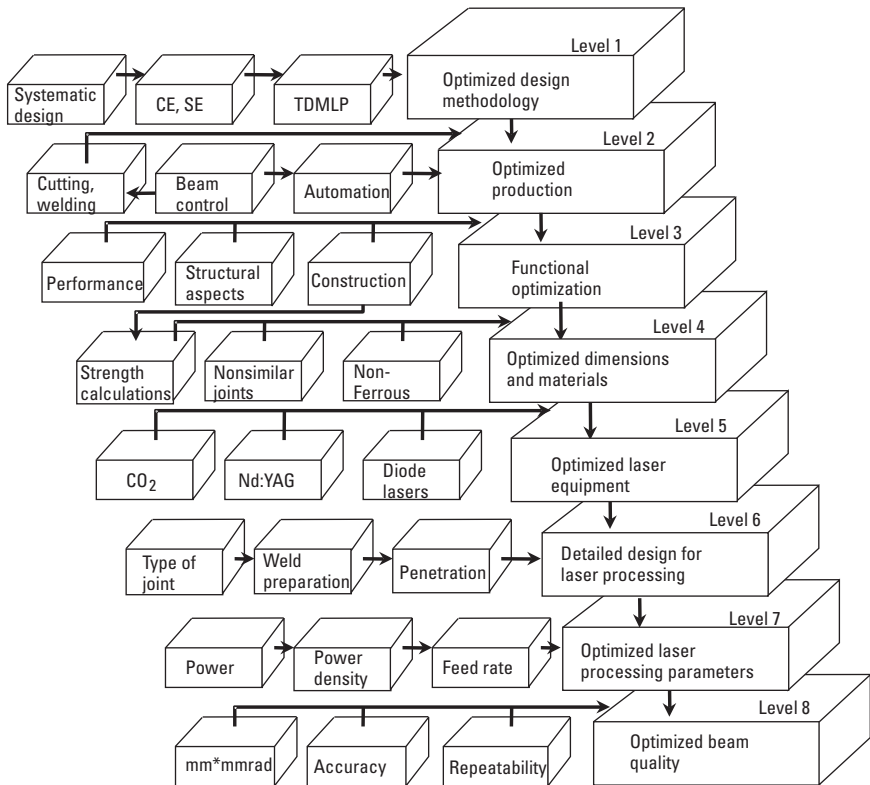 Level 1
Optimized design
methodology
Systematic
design
CE, SE
TDMLP
Level 2
Optimized
production
Cutting,
welding
Beam
control
Automation
Level 3
Functional
optimization
Performance
Structural
aspects
Construction
Level 4
Optimized dimensions
and materials
Strength
calculations
Nonsimilar
joints
Non-
Ferrous
Level 5
Optimized laser
equipment
CO2
Nd:YAG
Diode
lasers
Level 6
Detailed design for
laser processing
Type of
joint
Weld
preparation
Penetration
Level 7
Optimized laser
processing parameters
Power
Power
density
Feed rate
Level 8
Optimized beam
quality
mm*mmrad
Accuracy
Repeatability